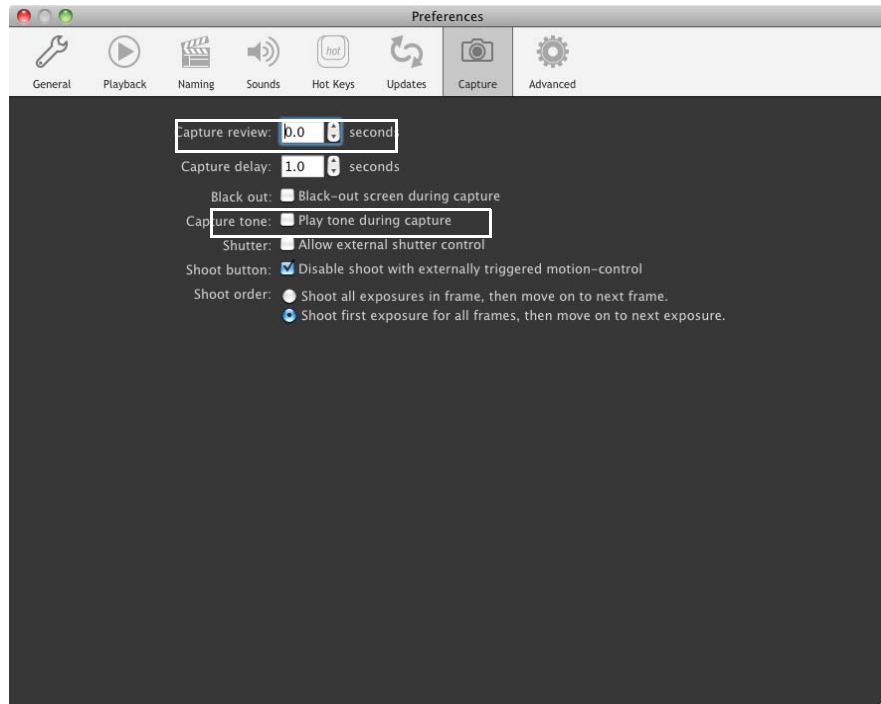 Preferences
General Playback Naming Sounds hot Hot Keys Updates Capture Advanced
Capture review: 0.0 seconds
Capture delay: 1.0 seconds
Black out: Black-out screen during capture
Capture tone: Play tone during capture
Shutter: Allow external shutter control
Shoot button: Disable shoot with externally triggered motion-control
Shoot order: Shoot all exposures in frame, then move on to next frame.
Shoot first exposure for all frames, then move on to next exposure.